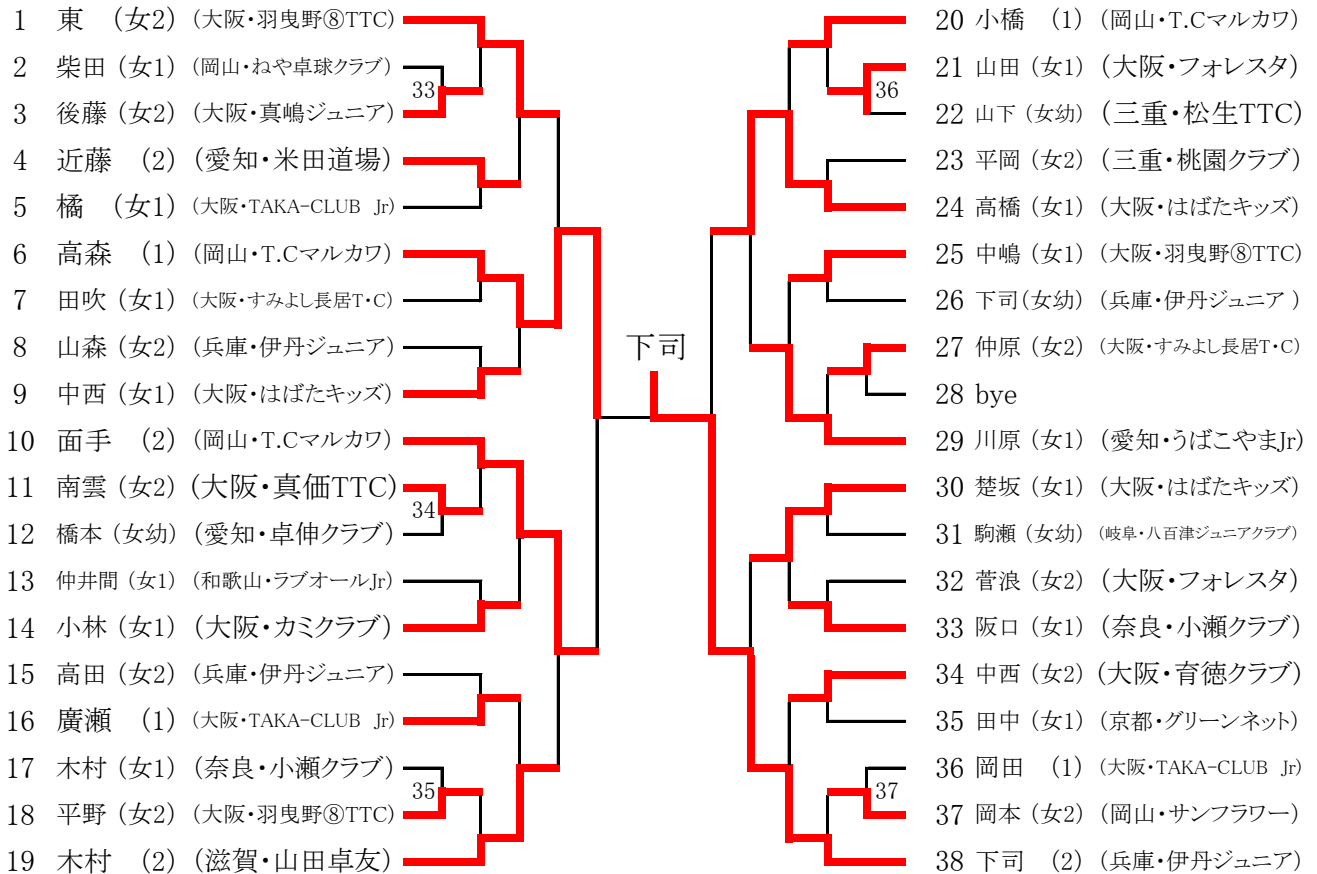 1 東 (女2) (大阪・羽曳野⑧TTC)
2 柴田 (女1) (岡山・ねや卓球クラブ)
33
3 後藤 (女2) (大阪・真嶋ジュニア)
4 近藤 (2) (愛知・米田道場)
5 橘 (女1) (大阪・TAKA-CLUB Jr)
6 高森 (1) (岡山・T.Cマルカワ)
7 田吹 (女1) (大阪・すみよし長居T・C)
8 山森 (女2) (兵庫・伊丹ジュニア)
9 中西 (女1) (大阪・はばたキッズ)
10 面手 (2) (岡山・T.Cマルカワ)
11 南雲 (女2) (大阪・真価TTC)
34
12 橋本 (女幼) (愛知・卓伸クラブ)
13 仲井間 (女1) (和歌山・ラブオールJr)
14 小林 (女1) (大阪・カミクラブ)
15 高田 (女2) (兵庫・伊丹ジュニア)
16 廣瀬 (1) (大阪・TAKA-CLUB Jr)
17 木村 (女1) (奈良・小瀬クラブ)
35
18 平野 (女2) (大阪・羽曳野⑧TTC)
19 木村 (2) (滋賀・山田卓友)
下司
20 小橋 (1) (岡山・T.Cマルカワ)
21 山田 (女1) (大阪・フォレスタ)
36
22 山下 (女幼) (三重・松生TTC)
23 平岡 (女2) (三重・桃園クラブ)
24 高橋 (女1) (大阪・はばたキッズ)
25 中嶋 (女1) (大阪・羽曳野⑧TTC)
26 下司(女幼) (兵庫・伊丹ジュニア )
27 仲原 (女2) (大阪・すみよし長居T・C)
28 bye
29 川原 (女1) (愛知・うばこやまJr)
30 楚坂 (女1) (大阪・はばたキッズ)
31 駒瀬 (女幼) (岐阜・八百津ジュニアクラブ)
32 菅浪 (女2) (大阪・フォレスタ)
33 阪口 (女1) (奈良・小瀬クラブ)
34 中西 (女2) (大阪・育徳クラブ)
35 田中 (女1) (京都・グリーンネット)
36 岡田 (1) (大阪・TAKA-CLUB Jr)
37
37 岡本 (女2) (岡山・サンフラワー)
38 下司 (2) (兵庫・伊丹ジュニア)